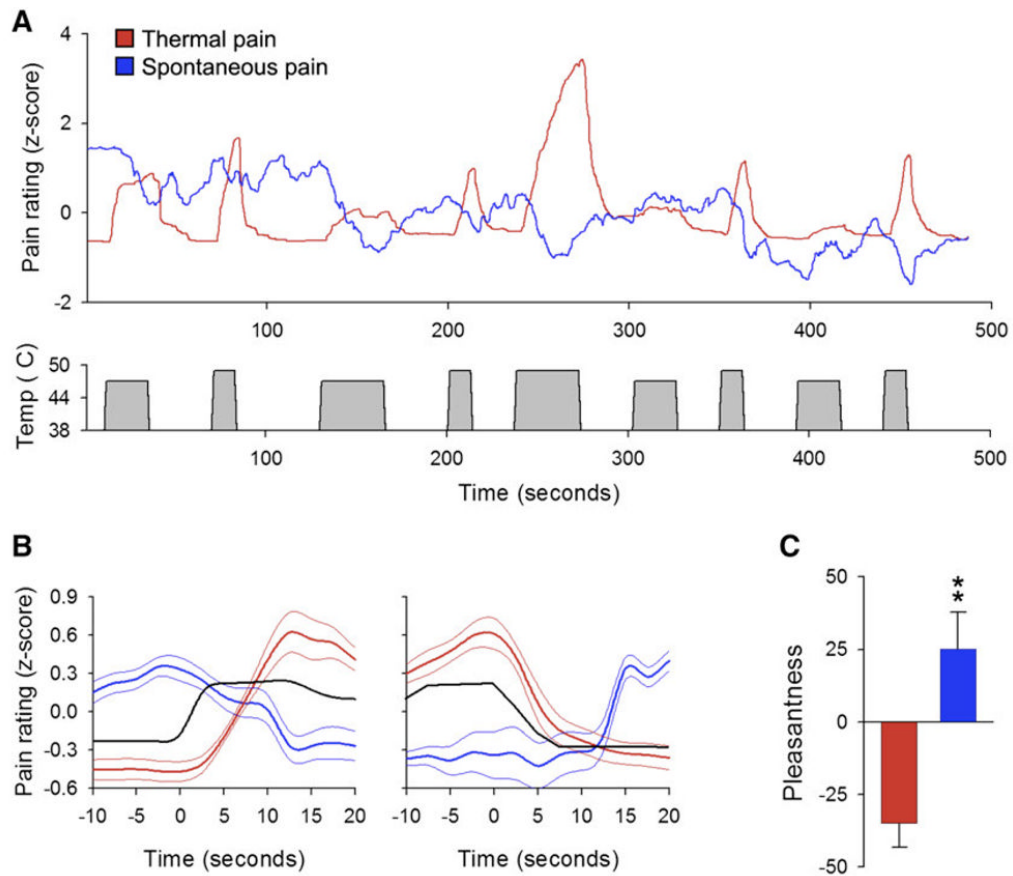 A
Thermal pain
Spontaneous pain
Pain rating (z-score)
4
2
0
-2
100 200 300 400 500
Temp ( C)
50
44
38
100 200 300 400 500
Time (seconds)
B
Pain rating (z-score)
0.9
0.6
0.3
0.0
-0.3
-0.6
-10 -5 0 5 10 15 20
Time (seconds)
-10 -5 0 5 10 15 20
Time (seconds)
C
Pleasantness
50
25
0
-25
-50
**